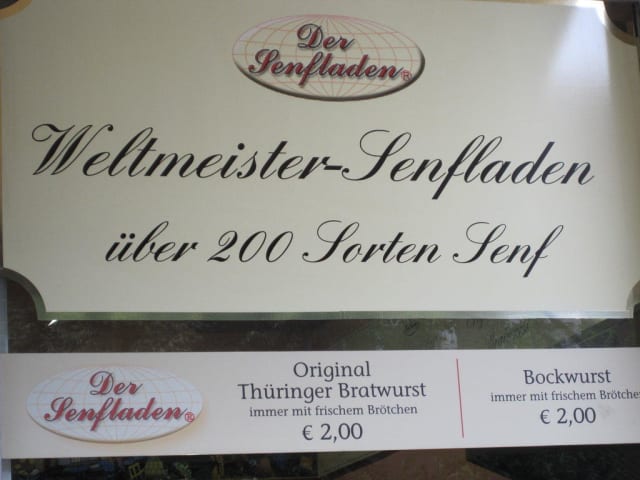 Der
Senfladen®
Weltmeister-Senfladen
über 200 Sorten Senf
Der
Senfladen®
Original
Thüringer Bratwurst
immer mit frischem Brötchen
€ 2,00
Bockwurst
immer mit frischem Brötche
€ 2,00